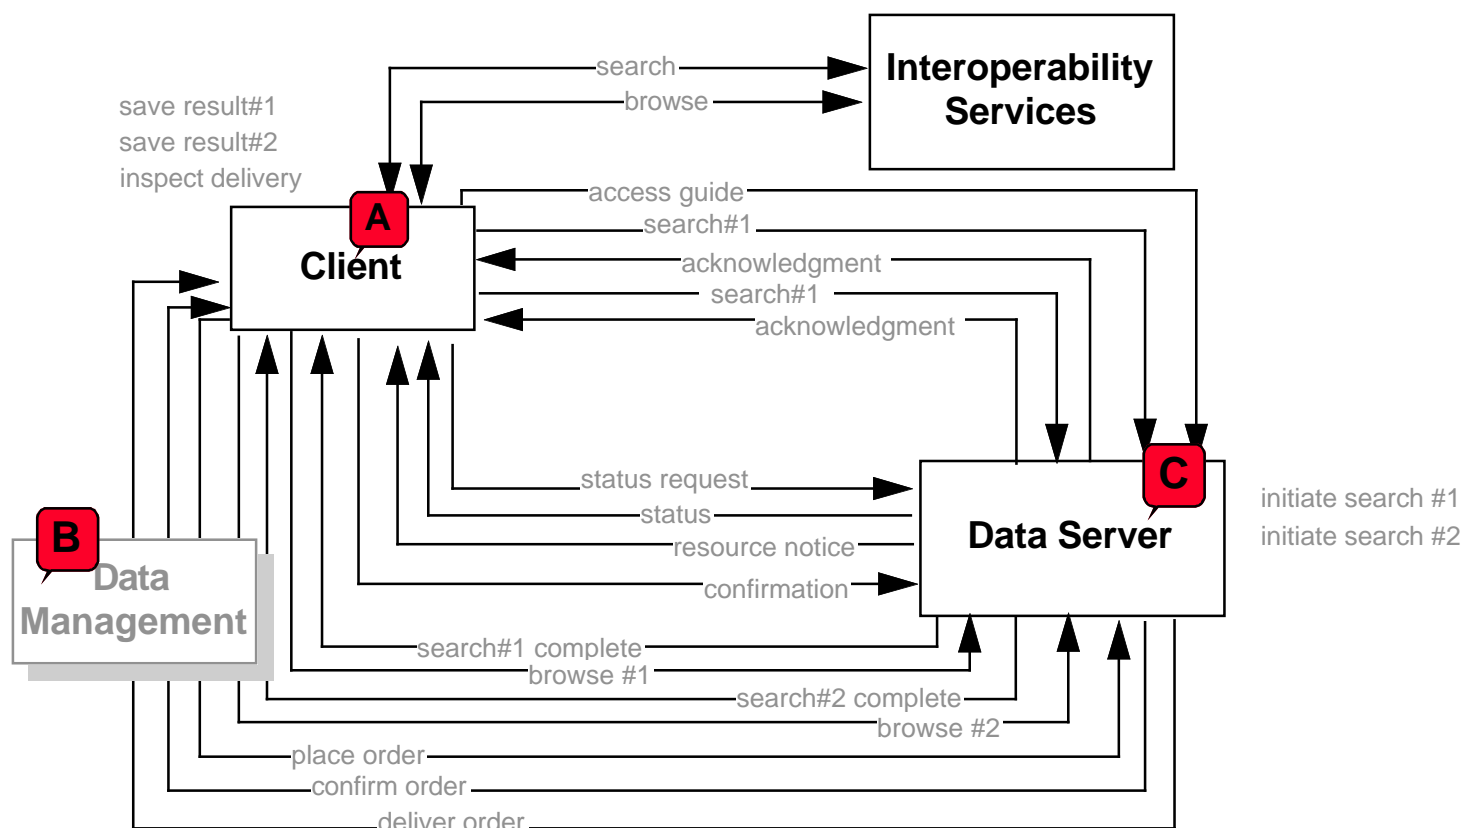 Interoperability
Services
search
browse
save result#1
save result#2
inspect delivery
A
Client
access guide
search#1
acknowledgment
search#1
acknowledgment
C
Data Server
initiate search #1
initiate search #2
status request
status
resource notice
confirmation
B
Data
Management
search#1 complete
browse #1
search#2 complete
browse #2
place order
confirm order
deliver order